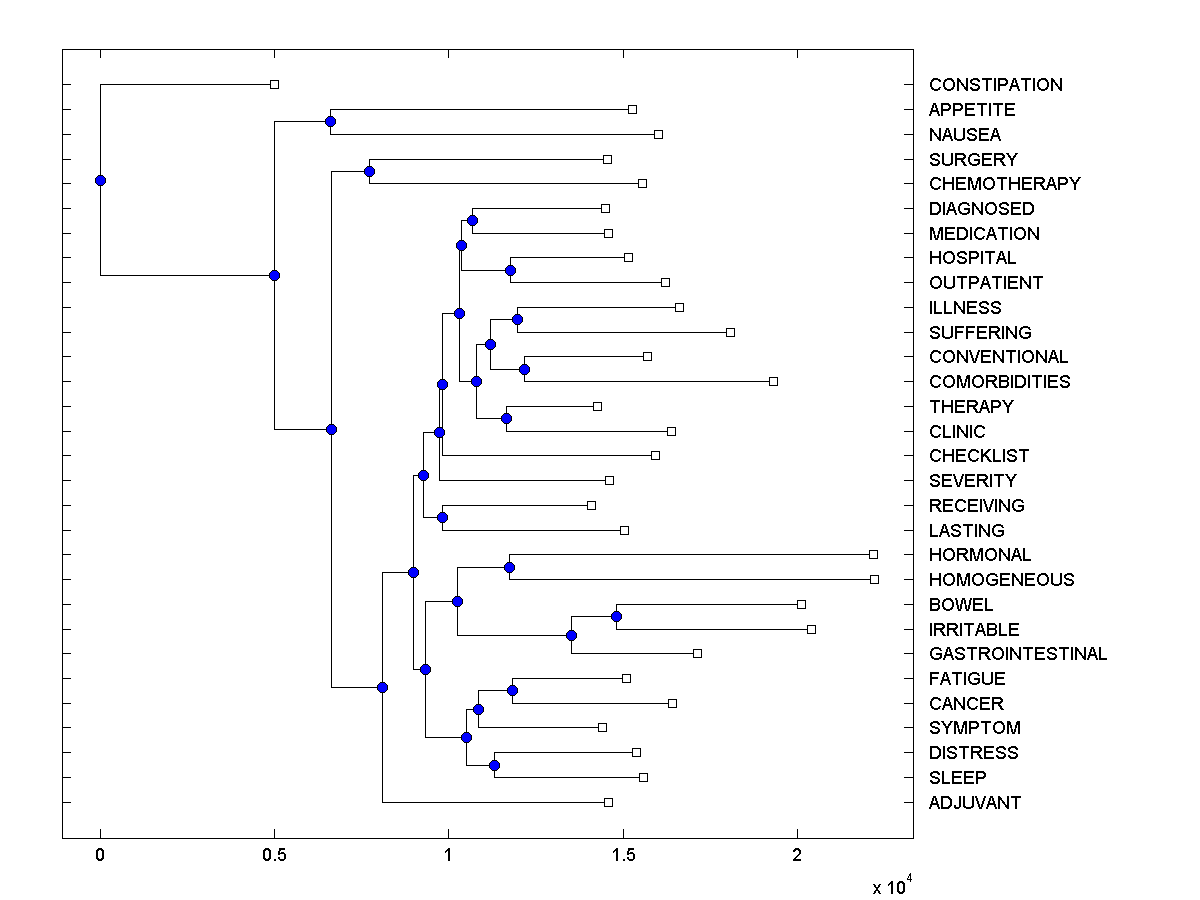 CONSTIPATION
APPETITE
NAUSEA
SURGERY
CHEMOTHERAPY
DIAGNOSED
MEDICATION
HOSPITAL
OUTPATIENT
ILLNESS
SUFFERING
CONVENTIONAL
COMORBIDITIES
THERAPY
CLINIC
CHECKLIST
SEVERITY
RECEIVING
LASTING
HORMONAL
HOMOGENEOUS
BOWEL
IRRITABLE
GASTROINTESTINAL
FATIGUE
CANCER
SYMPTOM
DISTRESS
SLEEP
ADJUVANT
0 0.5 1 1.5 2
x 10^4